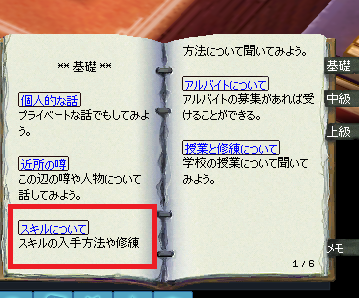 ** 基礎 **
個人的な話
プライベートな話でもしてみよ
う。
近所の噂
この辺の噂や人物について
話してみよう。
スキルについて
スキルの入手方法や修練
方法について聞いてみよう。
アルバイトについて
アルバイトの募集があれば受
けることができる。
授業と修練について
学校の授業について聞いて
みよう。
1 / 6
基礎
中級
上級
メモ